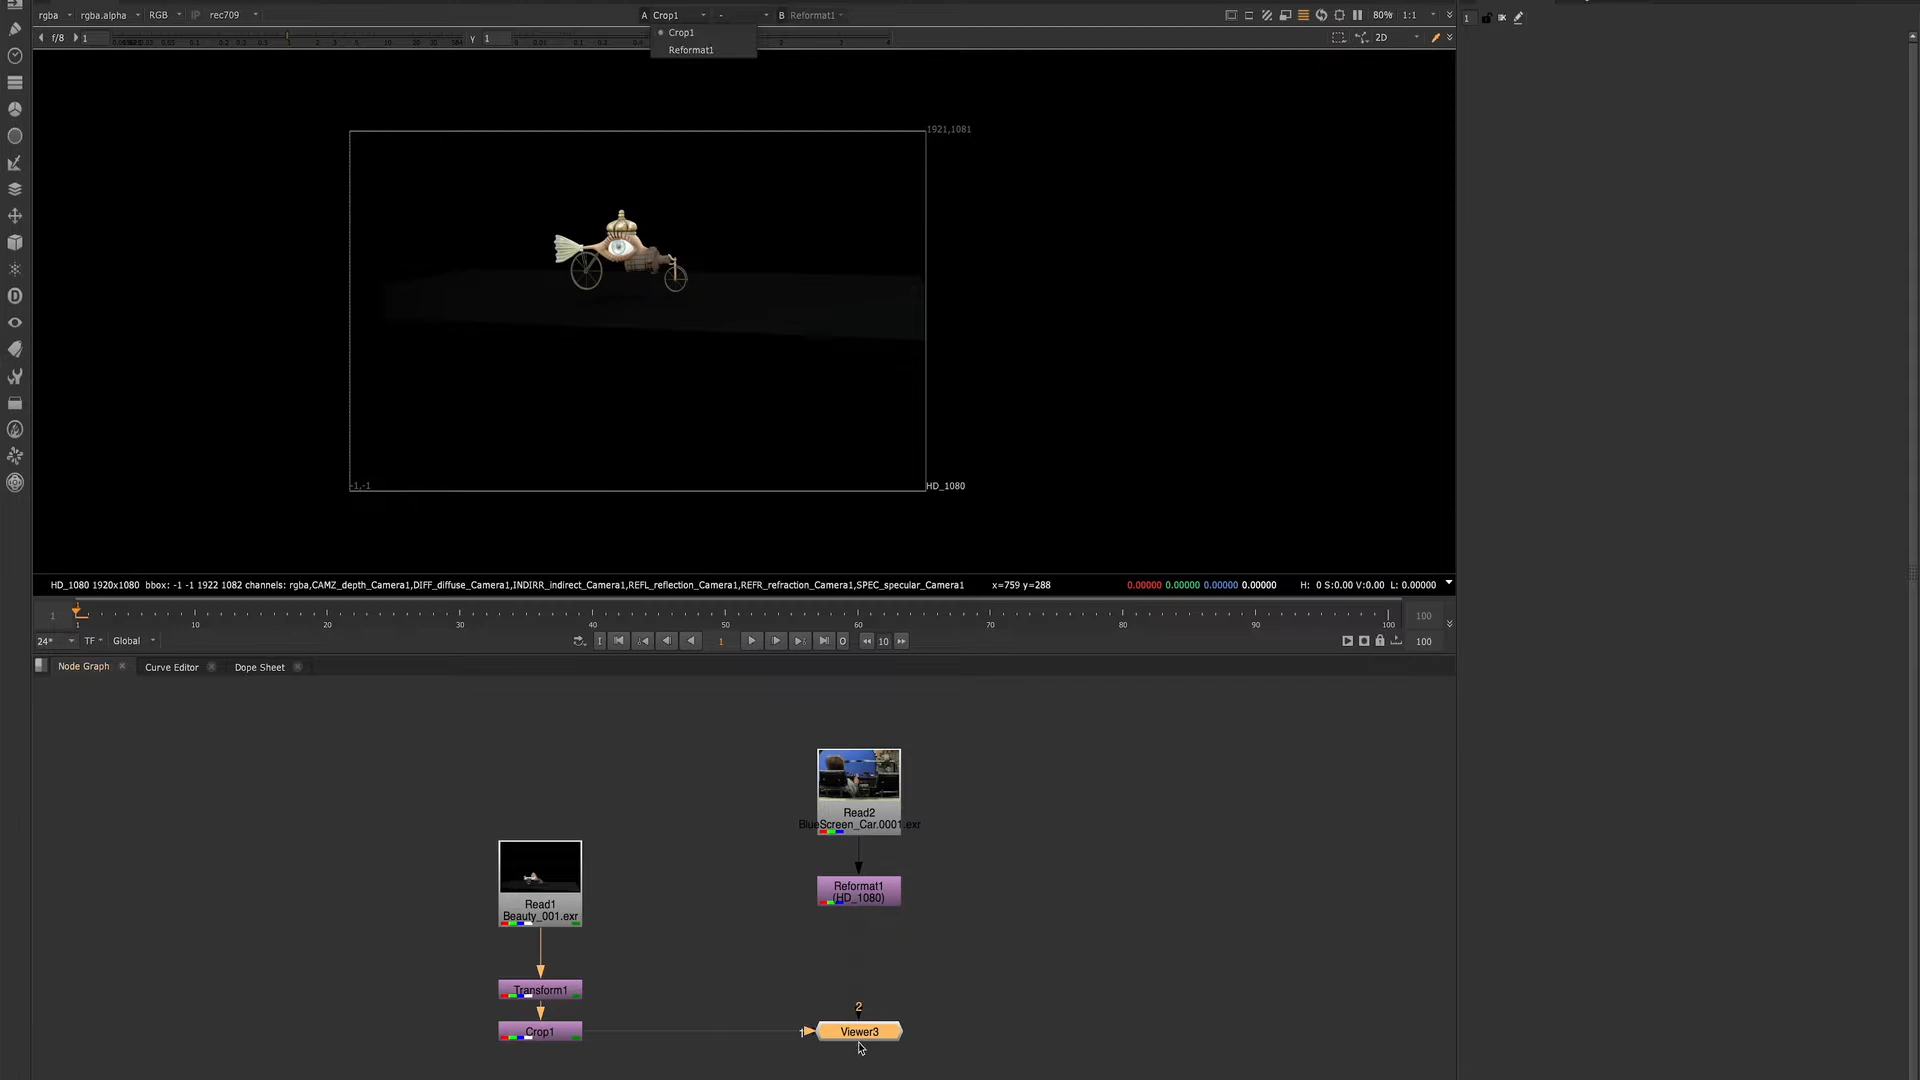 rgba rgba.alpha RGB IP rec709 A Crop1 - B Reformat1 80% 1:1 1
f/8 1 Y 1 2D
Crop1
Reformat1
1921,1081
-1,-1
HD_1080
HD_1080 1920x1080 bbox: -1 -1 1922 1082 channels: rgba,CAMZ_depth_Camera1,DIFF_diffuse_Camera1,INDIRR_indirect_Camera1,REFL_reflection_Camera1,REFR_refraction_Camera1,SPEC_specular_Camera1 x=759 y=288 0.00000 0.00000 0.00000 0.00000 H: 0 S:0.00 V:0.00 L: 0.00000
1 100
1 10 20 30 40 50 60 70 80 90 100
24* TF Global I 1 O 10 100
Node Graph Curve Editor Dope Sheet
Read2
BlueScreen_Car.0001.exr
Reformat1
(HD_1080)
Read1
Beauty_001.exr
Transform1
2
Crop1
1
Viewer3